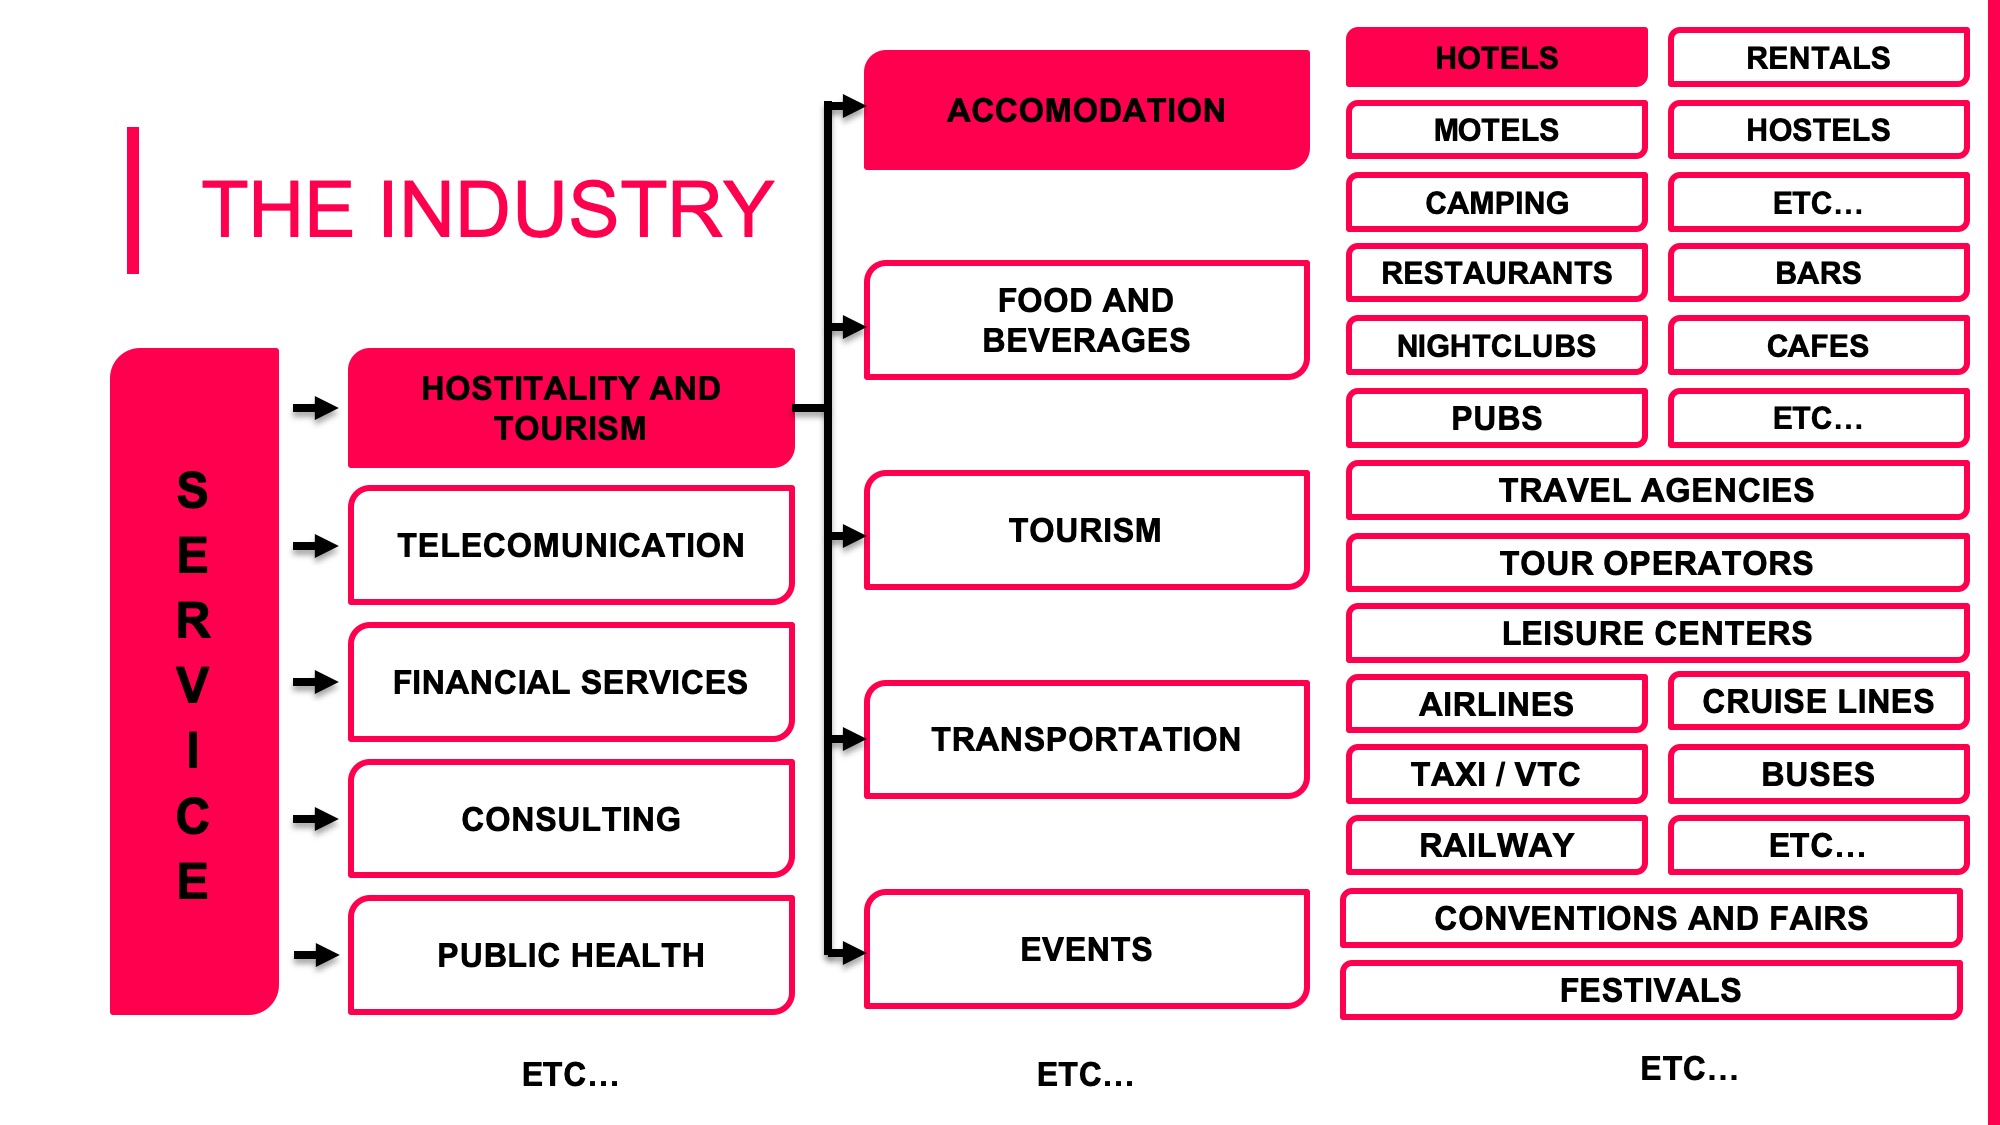 THE INDUSTRY
S
E
R
V
I
C
E
HOSTITALITY AND
TOURISM
TELECOMUNICATION
FINANCIAL SERVICES
CONSULTING
PUBLIC HEALTH
ETC...
ACCOMODATION
FOOD AND
BEVERAGES
TOURISM
TRANSPORTATION
EVENTS
ETC...
HOTELS
RENTALS
MOTELS
HOSTELS
CAMPING
ETC...
RESTAURANTS
BARS
NIGHTCLUBS
CAFES
PUBS
ETC...
TRAVEL AGENCIES
TOUR OPERATORS
LEISURE CENTERS
AIRLINES
CRUISE LINES
TAXI / VTC
BUSES
RAILWAY
ETC...
CONVENTIONS AND FAIRS
FESTIVALS
ETC...